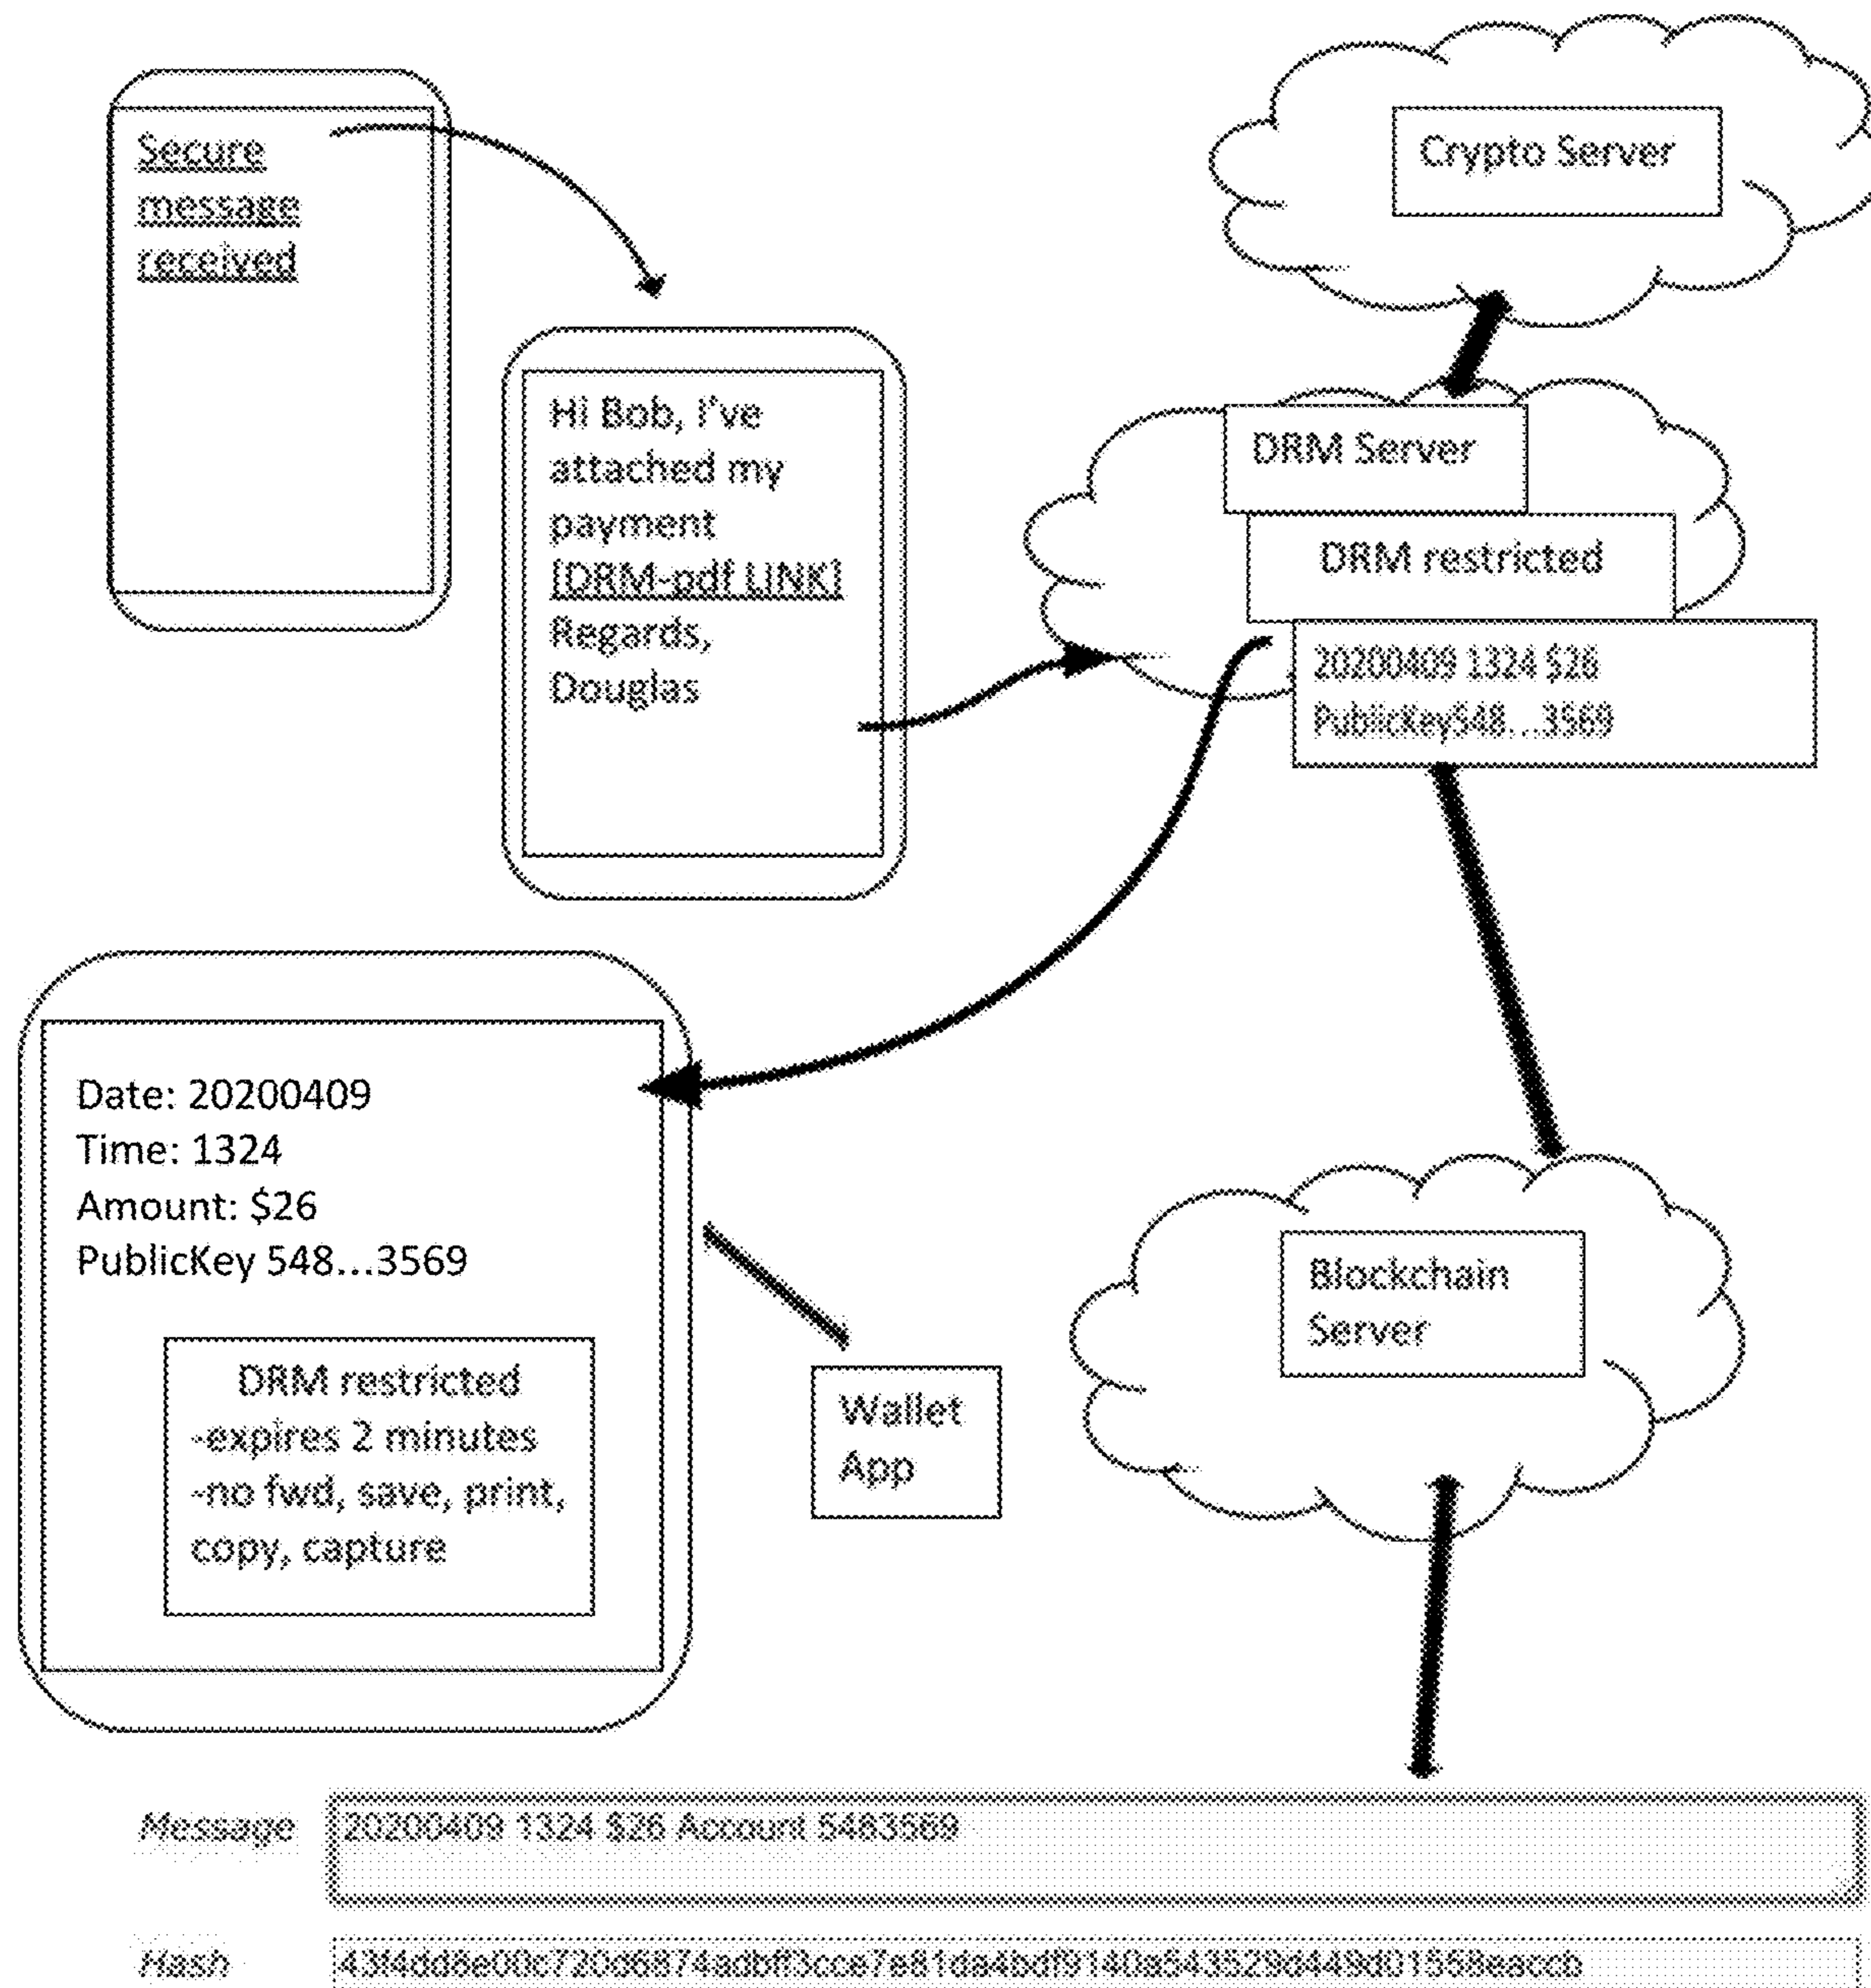 Secure
message
received
Crypto Server
Hi Bob, I've
attached my
payment
[DRM-pdf LINK]
Regards,
Douglas
DRM Server
DRM restricted
20200409 1324 $26
PublicKey548...3569
Date: 20200409
Time: 1324
Amount: $26
PublicKey 548...3569
DRM restricted
-expires 2 minutes
-no fwd, save, print,
copy, capture
Wallet
App
Blockchain
Server
Message
20200409 1324 $26 Account 5483569
Hash